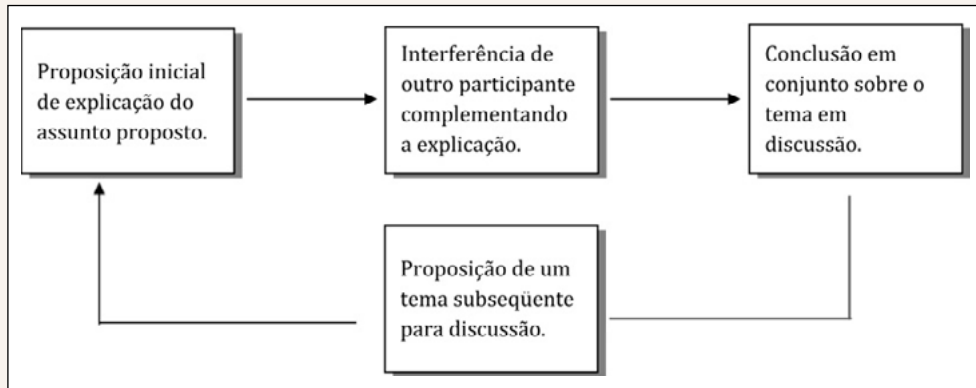 Proposição inicial
de explicação do
assunto proposto.
Interferência de
outro participante
complementando
a explicação.
Conclusão em
conjunto sobre o
tema em
discussão.
Proposição de um
tema subseqüente
para discussão.